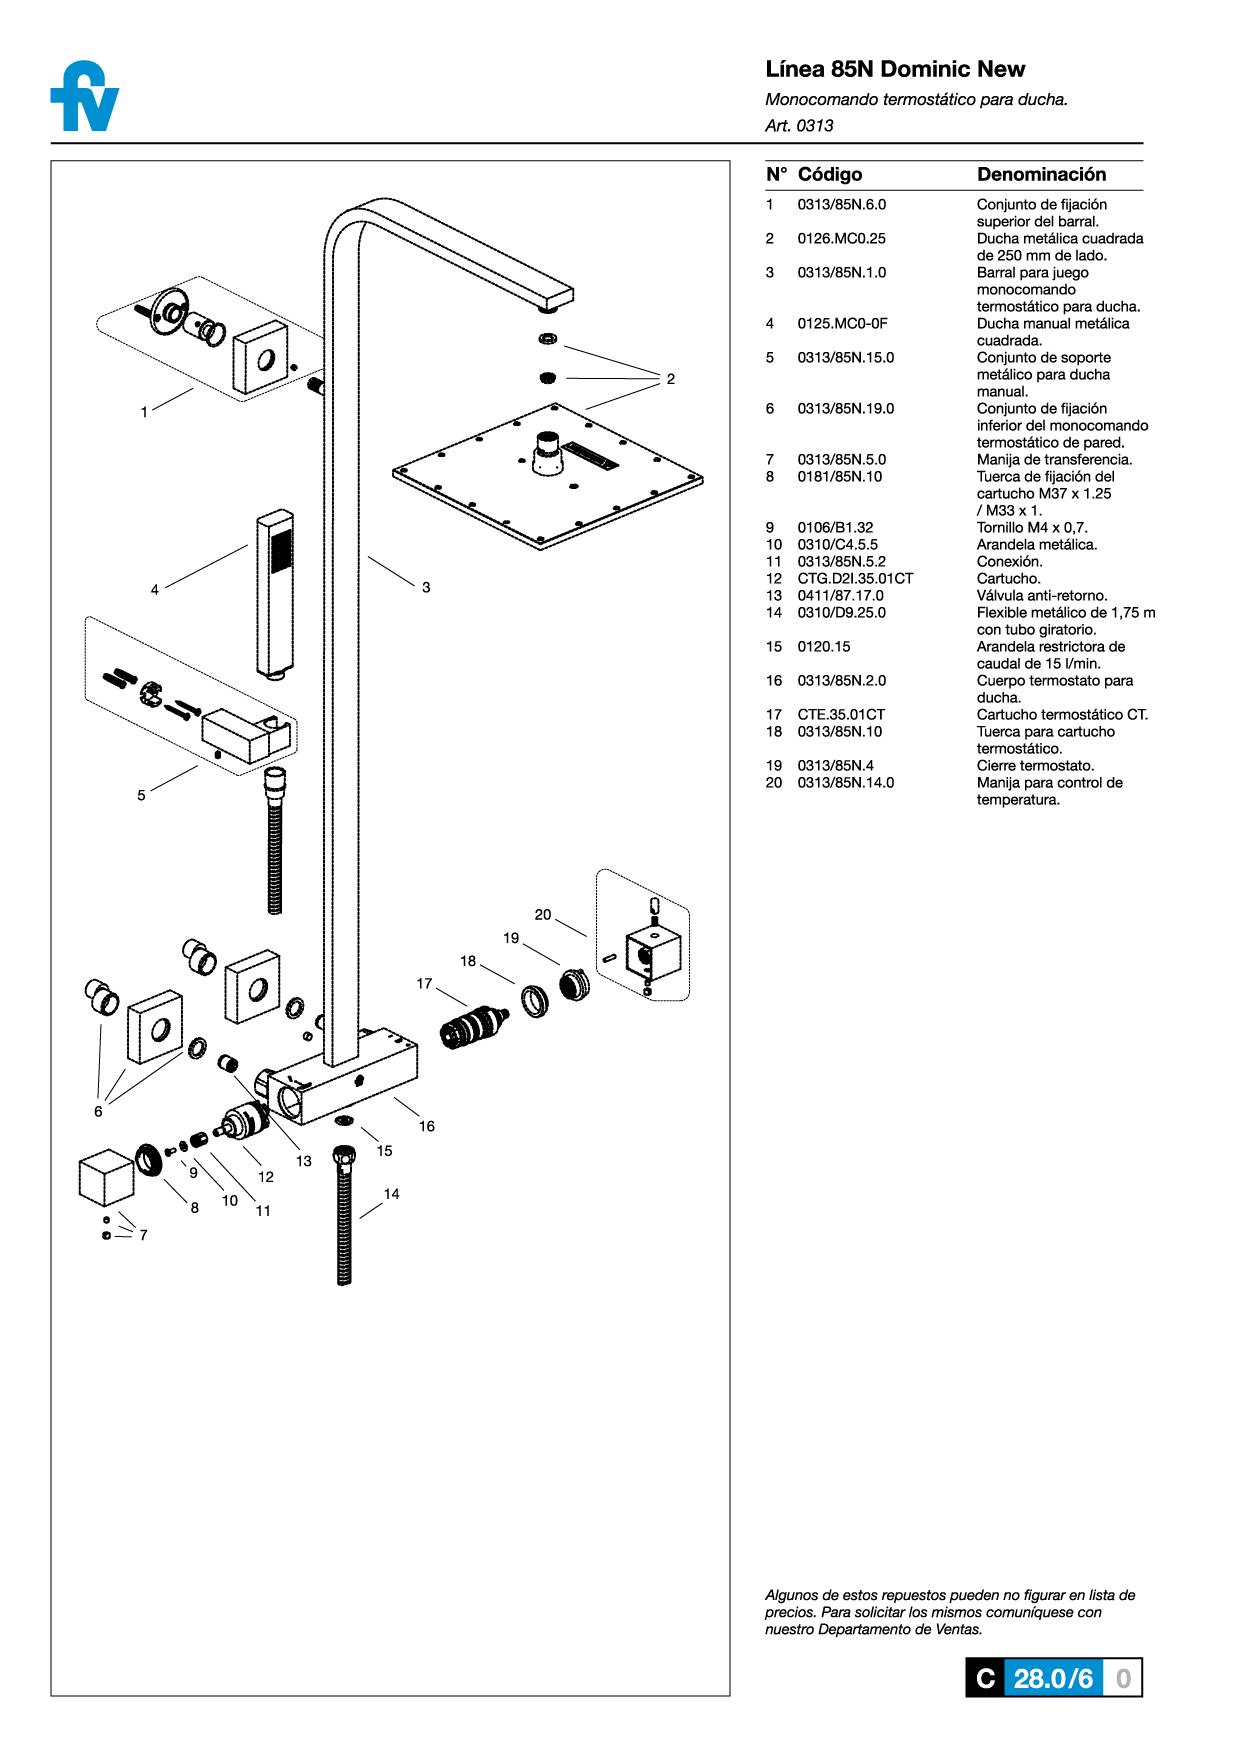 fv
Línea 85N Dominic New
Monocomando termostático para ducha.
Art. 0313
N° Código Denominación
1 0313/85N.6.0 Conjunto de fijación
superior del barral.
2 0126.MC0.25 Ducha metálica cuadrada
de 250 mm de lado.
3 0313/85N.1.0 Barral para juego
monocomando
termostático para ducha.
4 0125.MC0-0F Ducha manual metálica
cuadrada.
5 0313/85N.15.0 Conjunto de soporte
metálico para ducha
manual.
6 0313/85N.19.0 Conjunto de fijación
inferior del monocomando
termostático de pared.
7 0313/85N.5.0 Manija de transferencia.
8 0181/85N.10 Tuerca de fijación del
cartucho M37 x 1.25
/ M33 x 1.
9 0106/B1.32 Tornillo M4 x 0,7.
10 0310/C4.5.5 Arandela metálica.
11 0313/85N.5.2 Conexión.
12 CTG.D2I.35.01CT Cartucho.
13 0411/87.17.0 Válvula anti-retorno.
14 0310/D9.25.0 Flexible metálico de 1,75 m
con tubo giratorio.
15 0120.15 Arandela restrictora de
caudal de 15 l/min.
16 0313/85N.2.0 Cuerpo termostato para
ducha.
17 CTE.35.01CT Cartucho termostático CT.
18 0313/85N.10 Tuerca para cartucho
termostático.
19 0313/85N.4 Cierre termostato.
20 0313/85N.14.0 Manija para control de
temperatura.
1
2
3
4
5
20
19
18
17
6
16
15
13
12
9
10
11
8
14
7
Algunos de estos repuestos pueden no figurar en lista de
precios. Para solicitar los mismos comuníquese con
nuestro Departamento de Ventas.
C 28.0/6 0